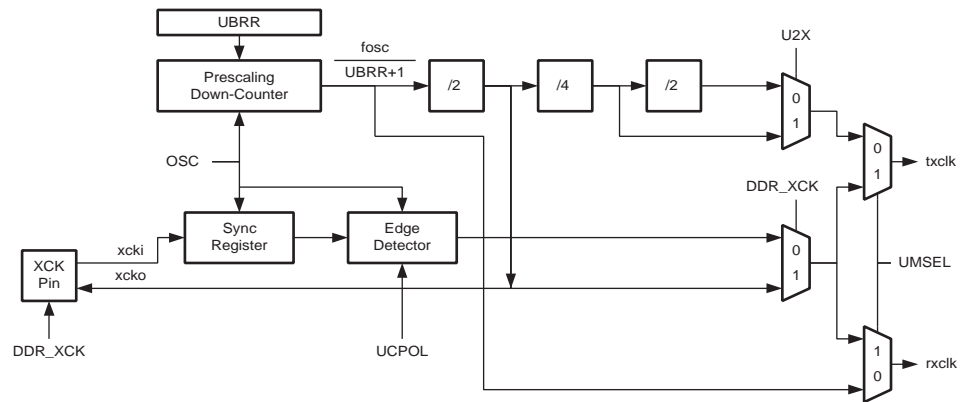 UBRR
fosc
UBRR+1
Prescaling
Down-Counter
/2
/4
/2
U2X
0
1
OSC
0
1
txclk
DDR_XCK
Sync
Register
Edge
Detector
0
1
xcki
xcko
XCK
Pin
UMSEL
DDR_XCK
UCPOL
1
0
rxclk